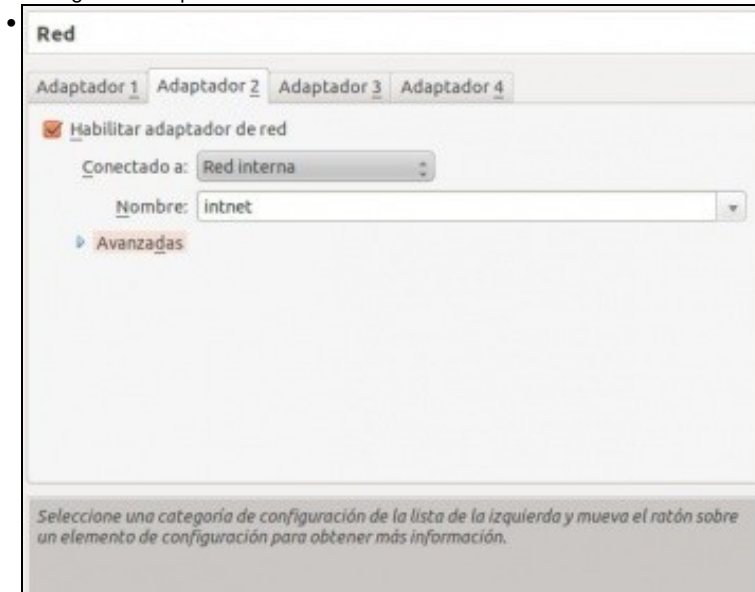 Red
Adaptador 1 Adaptador 2 Adaptador 3 Adaptador 4
Habilitar adaptador de red
Conectado a: Red interna
Nombre: intnet
Avanzadas
Seleccione una categoría de configuración de la lista de la izquierda y mueva el ratón sobre
un elemento de configuración para obtener más información.